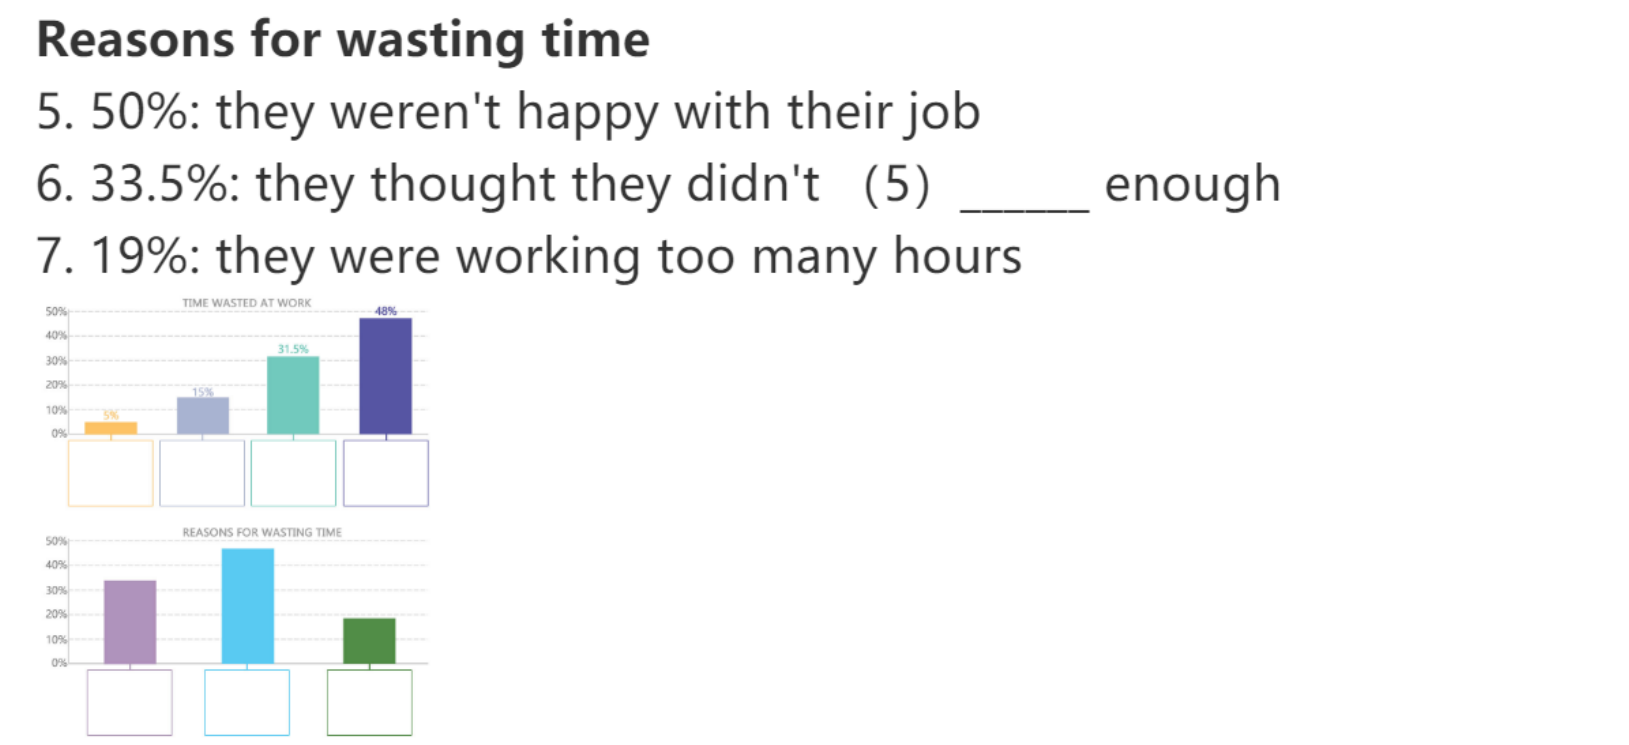 Reasons for wasting time
5. 50%: they weren't happy with their job
6. 33.5%: they thought they didn't （5）______ enough
7. 19%: they were working too many hours
TIME WASTED AT WORK
50%
40%
30%
20%
10%
0%
5%
15%
31.5%
48%
REASONS FOR WASTING TIME
50%
40%
30%
20%
10%
0%